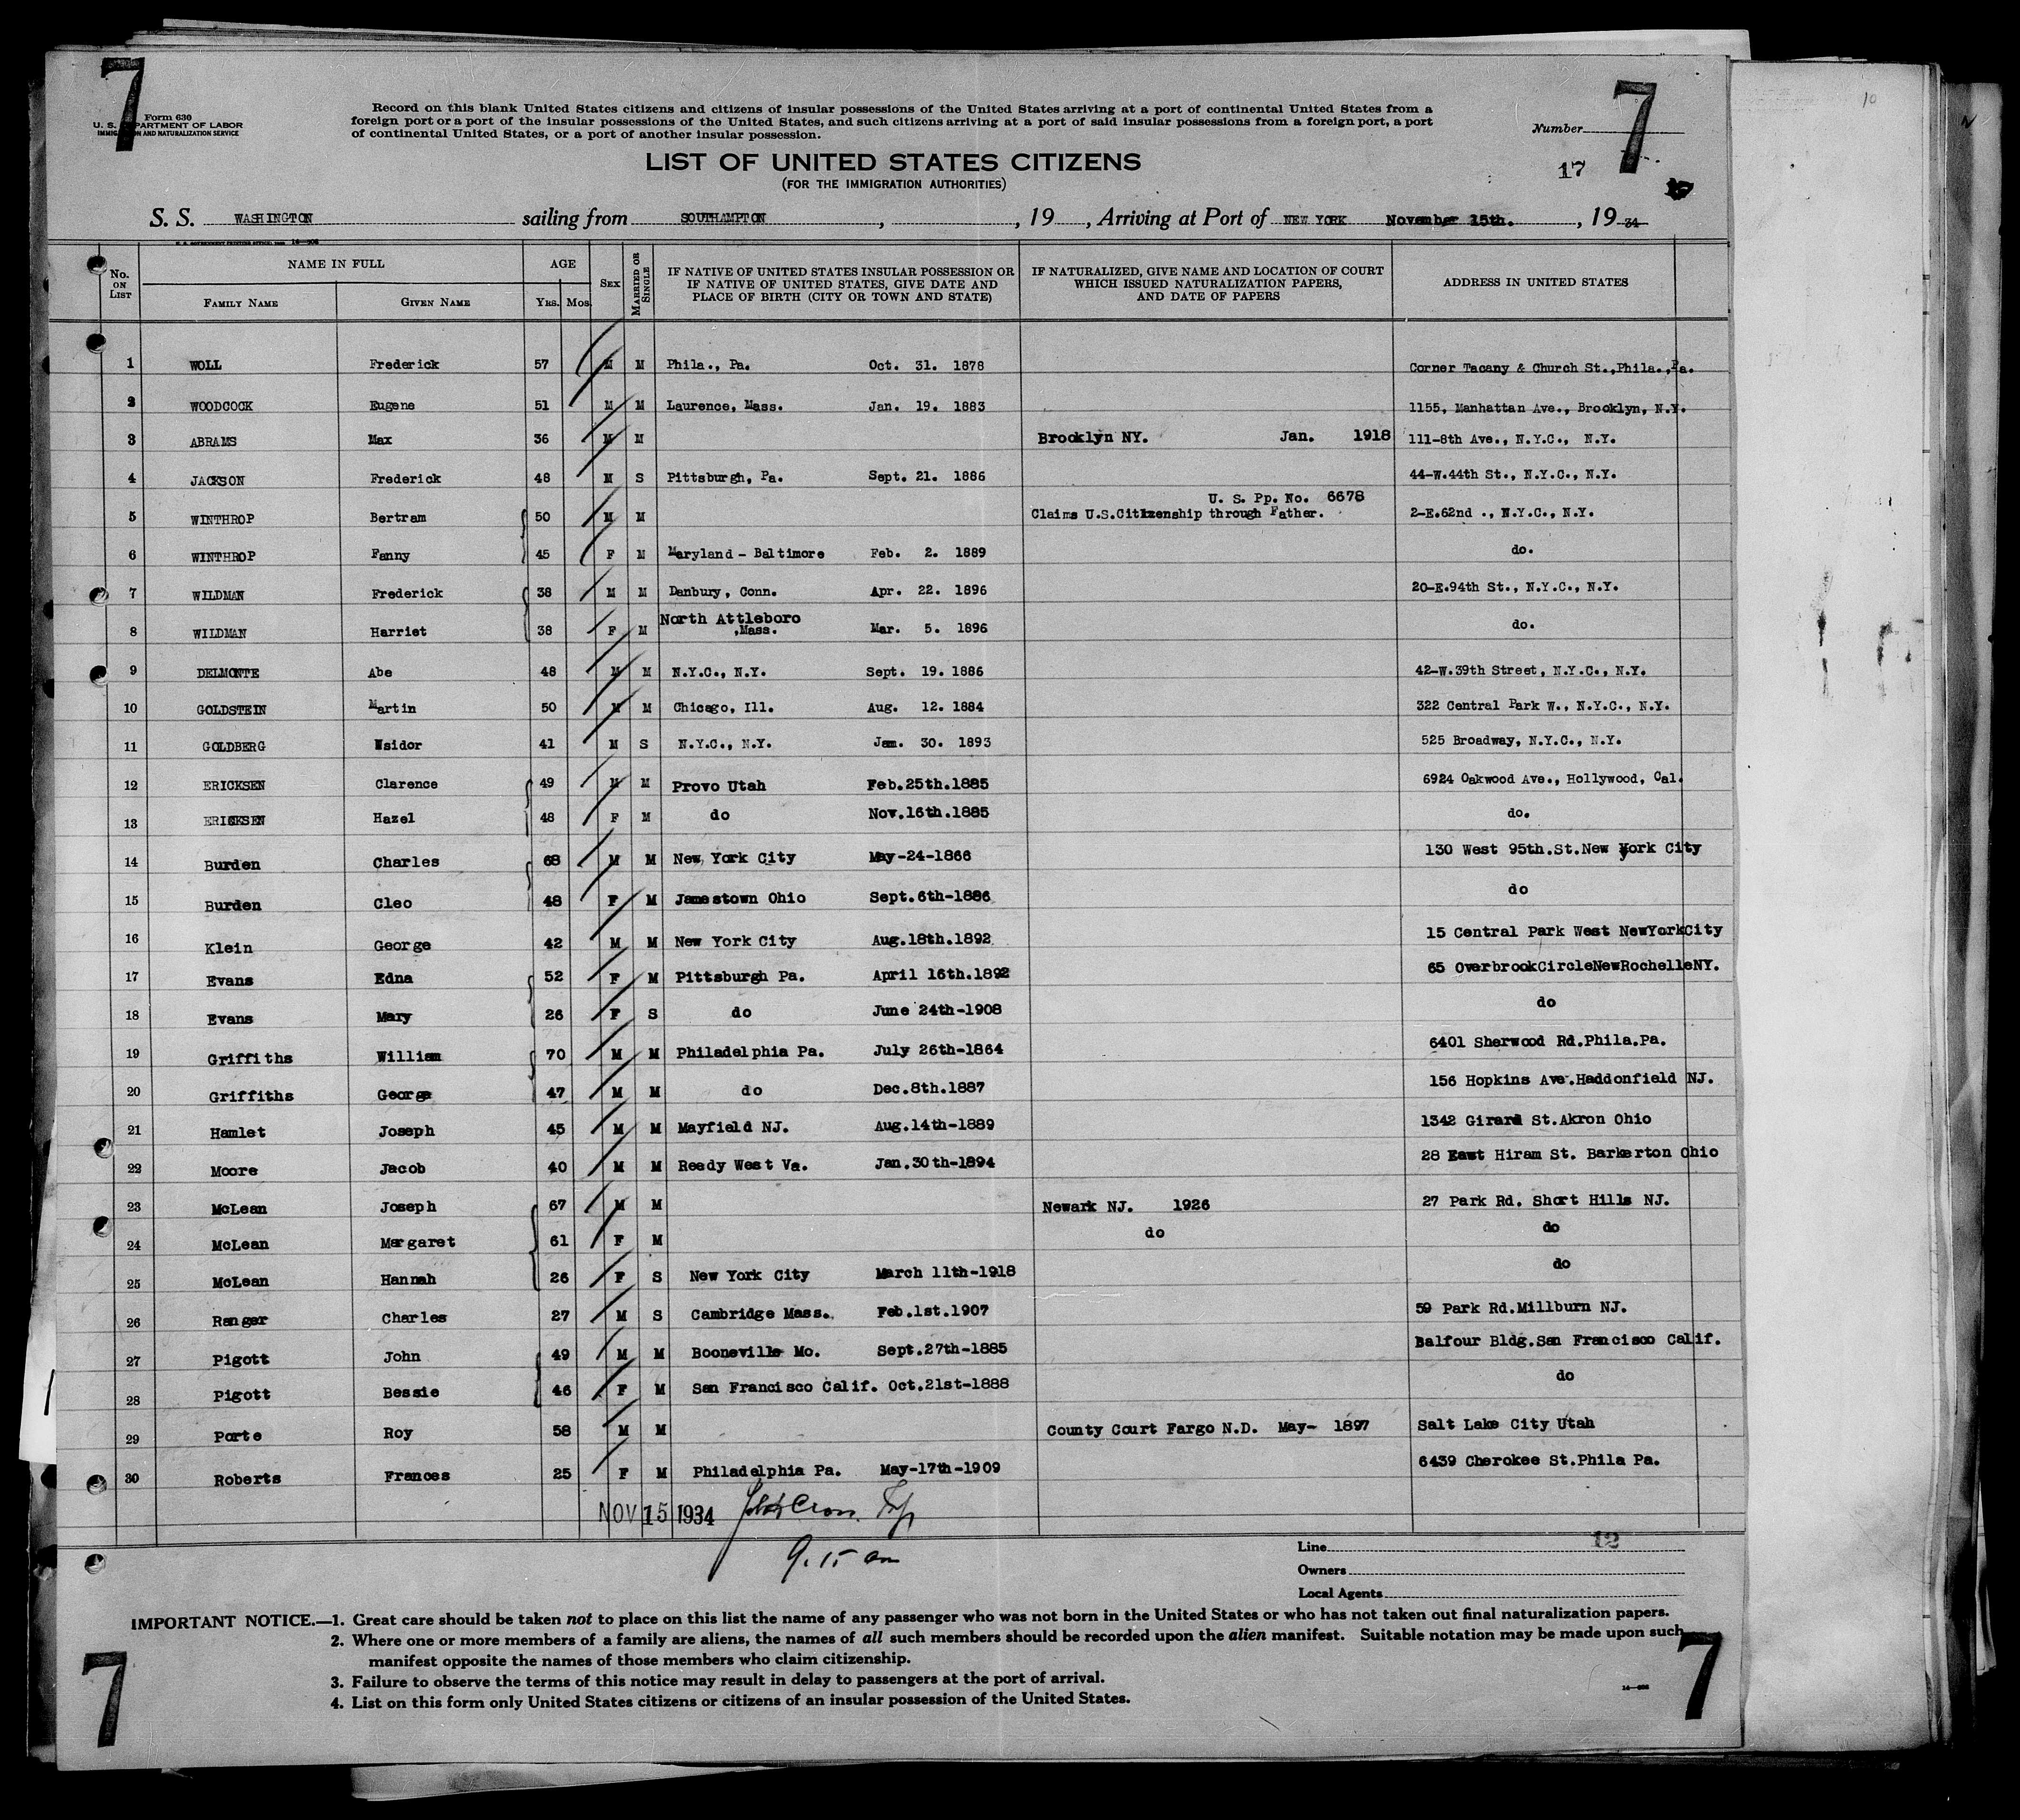 7
7
Form 630
U. S. DEPARTMENT OF LABOR
IMMIGRATION AND NATURALIZATION SERVICE
Record on this blank United States citizens and citizens of insular possessions of the United States arriving at a port of continental United States from a
foreign port or a port of the insular possessions of the United States, and such citizens arriving at a port of said insular possessions from a foreign port, a port
of continental United States, or a port of another insular possession.
Number
10
LIST OF UNITED STATES CITIZENS
(FOR THE IMMIGRATION AUTHORITIES)
17
S. S. WASHINGTON sailing from SOUTHAMPTON , , 19 , Arriving at Port of NEW YORK November 15th. , 19 34
No. ON LIST NAME IN FULL FAMILY NAME GIVEN NAME AGE YRS. MOS. SEX MARRIED OR SINGLE IF NATIVE OF UNITED STATES INSULAR POSSESSION OR IF NATIVE OF UNITED STATES, GIVE DATE AND PLACE OF BIRTH (CITY OR TOWN AND STATE) IF NATURALIZED, GIVE NAME AND LOCATION OF COURT WHICH ISSUED NATURALIZATION PAPERS, AND DATE OF PAPERS ADDRESS IN UNITED STATES
1 WOLL Frederick 57 M M Phila., Pa. Oct. 31. 1878 Corner Tacany & Church St.,Phila.,Pa.
2 WOODCOCK Eugene 51 M M Laurence, Mass. Jan. 19. 1883 1155, Manhattan Ave., Brooklyn, N.Y.
3 ABRAMS Max 36 M M Brooklyn NY. Jan. 1918 111-8th Ave., N.Y.C., N.Y.
4 JACKSON Frederick 48 M S Pittsburgh, Pa. Sept. 21. 1886 44-W.44th St., N.Y.C., N.Y.
U. S. Pp. No. 6678
5 WINTHROP Bertram 50 M M Claims U.S.Citizenship through Father. 2-E.62nd ., N.Y.C., N.Y.
6 WINTHROP Fanny 45 F M Maryland - Baltimore Feb. 2. 1889 do.
7 WILDMAN Frederick 38 M M Danbury, Conn. Apr. 22. 1896 20-E.94th St., N.Y.C., N.Y.
8 WILDMAN Harriet 38 F M North Attleboro ,Mass. Mar. 5. 1896 do.
9 DELMONTE Abe 48 M M N.Y.C., N.Y. Sept. 19. 1886 42-W.39th Street, N.Y.C., N.Y.
10 GOLDSTEIN Martin 50 M M Chicago, Ill. Aug. 12. 1884 322 Central Park W., N.Y.C., N.Y.
11 GOLDBERG Isidor 41 M S N.Y.C., N.Y. Jan. 30. 1893 525 Broadway, N.Y.C., N.Y.
12 ERICKSEN Clarence 49 M M Provo Utah Feb.25th.1885 6924 Oakwood Ave., Hollywood, Cal.
13 ERICKSEN Hazel 48 F M do Nov.16th.1885 do.
14 Burden Charles 68 M M New York City May-24-1866 130 West 95th.St.New York City
15 Burden Cleo 48 F M Jamestown Ohio Sept.6th-1886 do
16 Klein George 42 M M New York City Aug.18th.1892 15 Central Park West NewYorkCity
17 Evans Edna 52 F M Pittsburgh Pa. April 16th.1892 65 OverbrookCircleNewRochelleNY.
18 Evans Mary 26 F S do June 24th-1908 do
19 Griffiths William 70 M M Philadelphia Pa. July 26th-1864 6401 Sherwood Rd.Phila.Pa.
20 Griffiths George 47 M M do Dec.8th.1887 156 Hopkins Ave.Haddonfield NJ.
21 Hamlet Joseph 45 M M Mayfield NJ. Aug.14th-1889 1342 Girard St.Akron Ohio
22 Moore Jacob 40 M M Reedy West Va. Jan.30th-1894 28 East Hiram St. Barkerton Ohio
23 McLean Joseph 67 M M Newark NJ. 1926 27 Park Rd. Short Hills NJ.
24 McLean Margaret 61 F M do do
25 McLean Hannah 26 F S New York City March 11th-1918 do
26 Ranger Charles 27 M S Cambridge Mass. Feb.1st.1907 59 Park Rd.Millburn NJ.
27 Pigott John 49 M M Booneville Mo. Sept.27th-1885 Balfour Bldg.San Francisco Calif.
28 Pigott Bessie 46 F M San Francisco Calif. Oct.21st-1888 do
29 Porte Roy 58 M M County Court Fargo N.D. May- 1897 Salt Lake City Utah
30 Roberts Frances 25 F M Philadelphia Pa. May-17th-1909 6439 Cherokee St.Phila Pa.
NOV 15 1934
9.15 am
Line 12
Owners
Local Agents
IMPORTANT NOTICE.—1. Great care should be taken not to place on this list the name of any passenger who was not born in the United States or who has not taken out final naturalization papers.
2. Where one or more members of a family are aliens, the names of all such members should be recorded upon the alien manifest. Suitable notation may be made upon such
manifest opposite the names of those members who claim citizenship.
3. Failure to observe the terms of this notice may result in delay to passengers at the port of arrival.
4. List on this form only United States citizens or citizens of an insular possession of the United States.
7
7